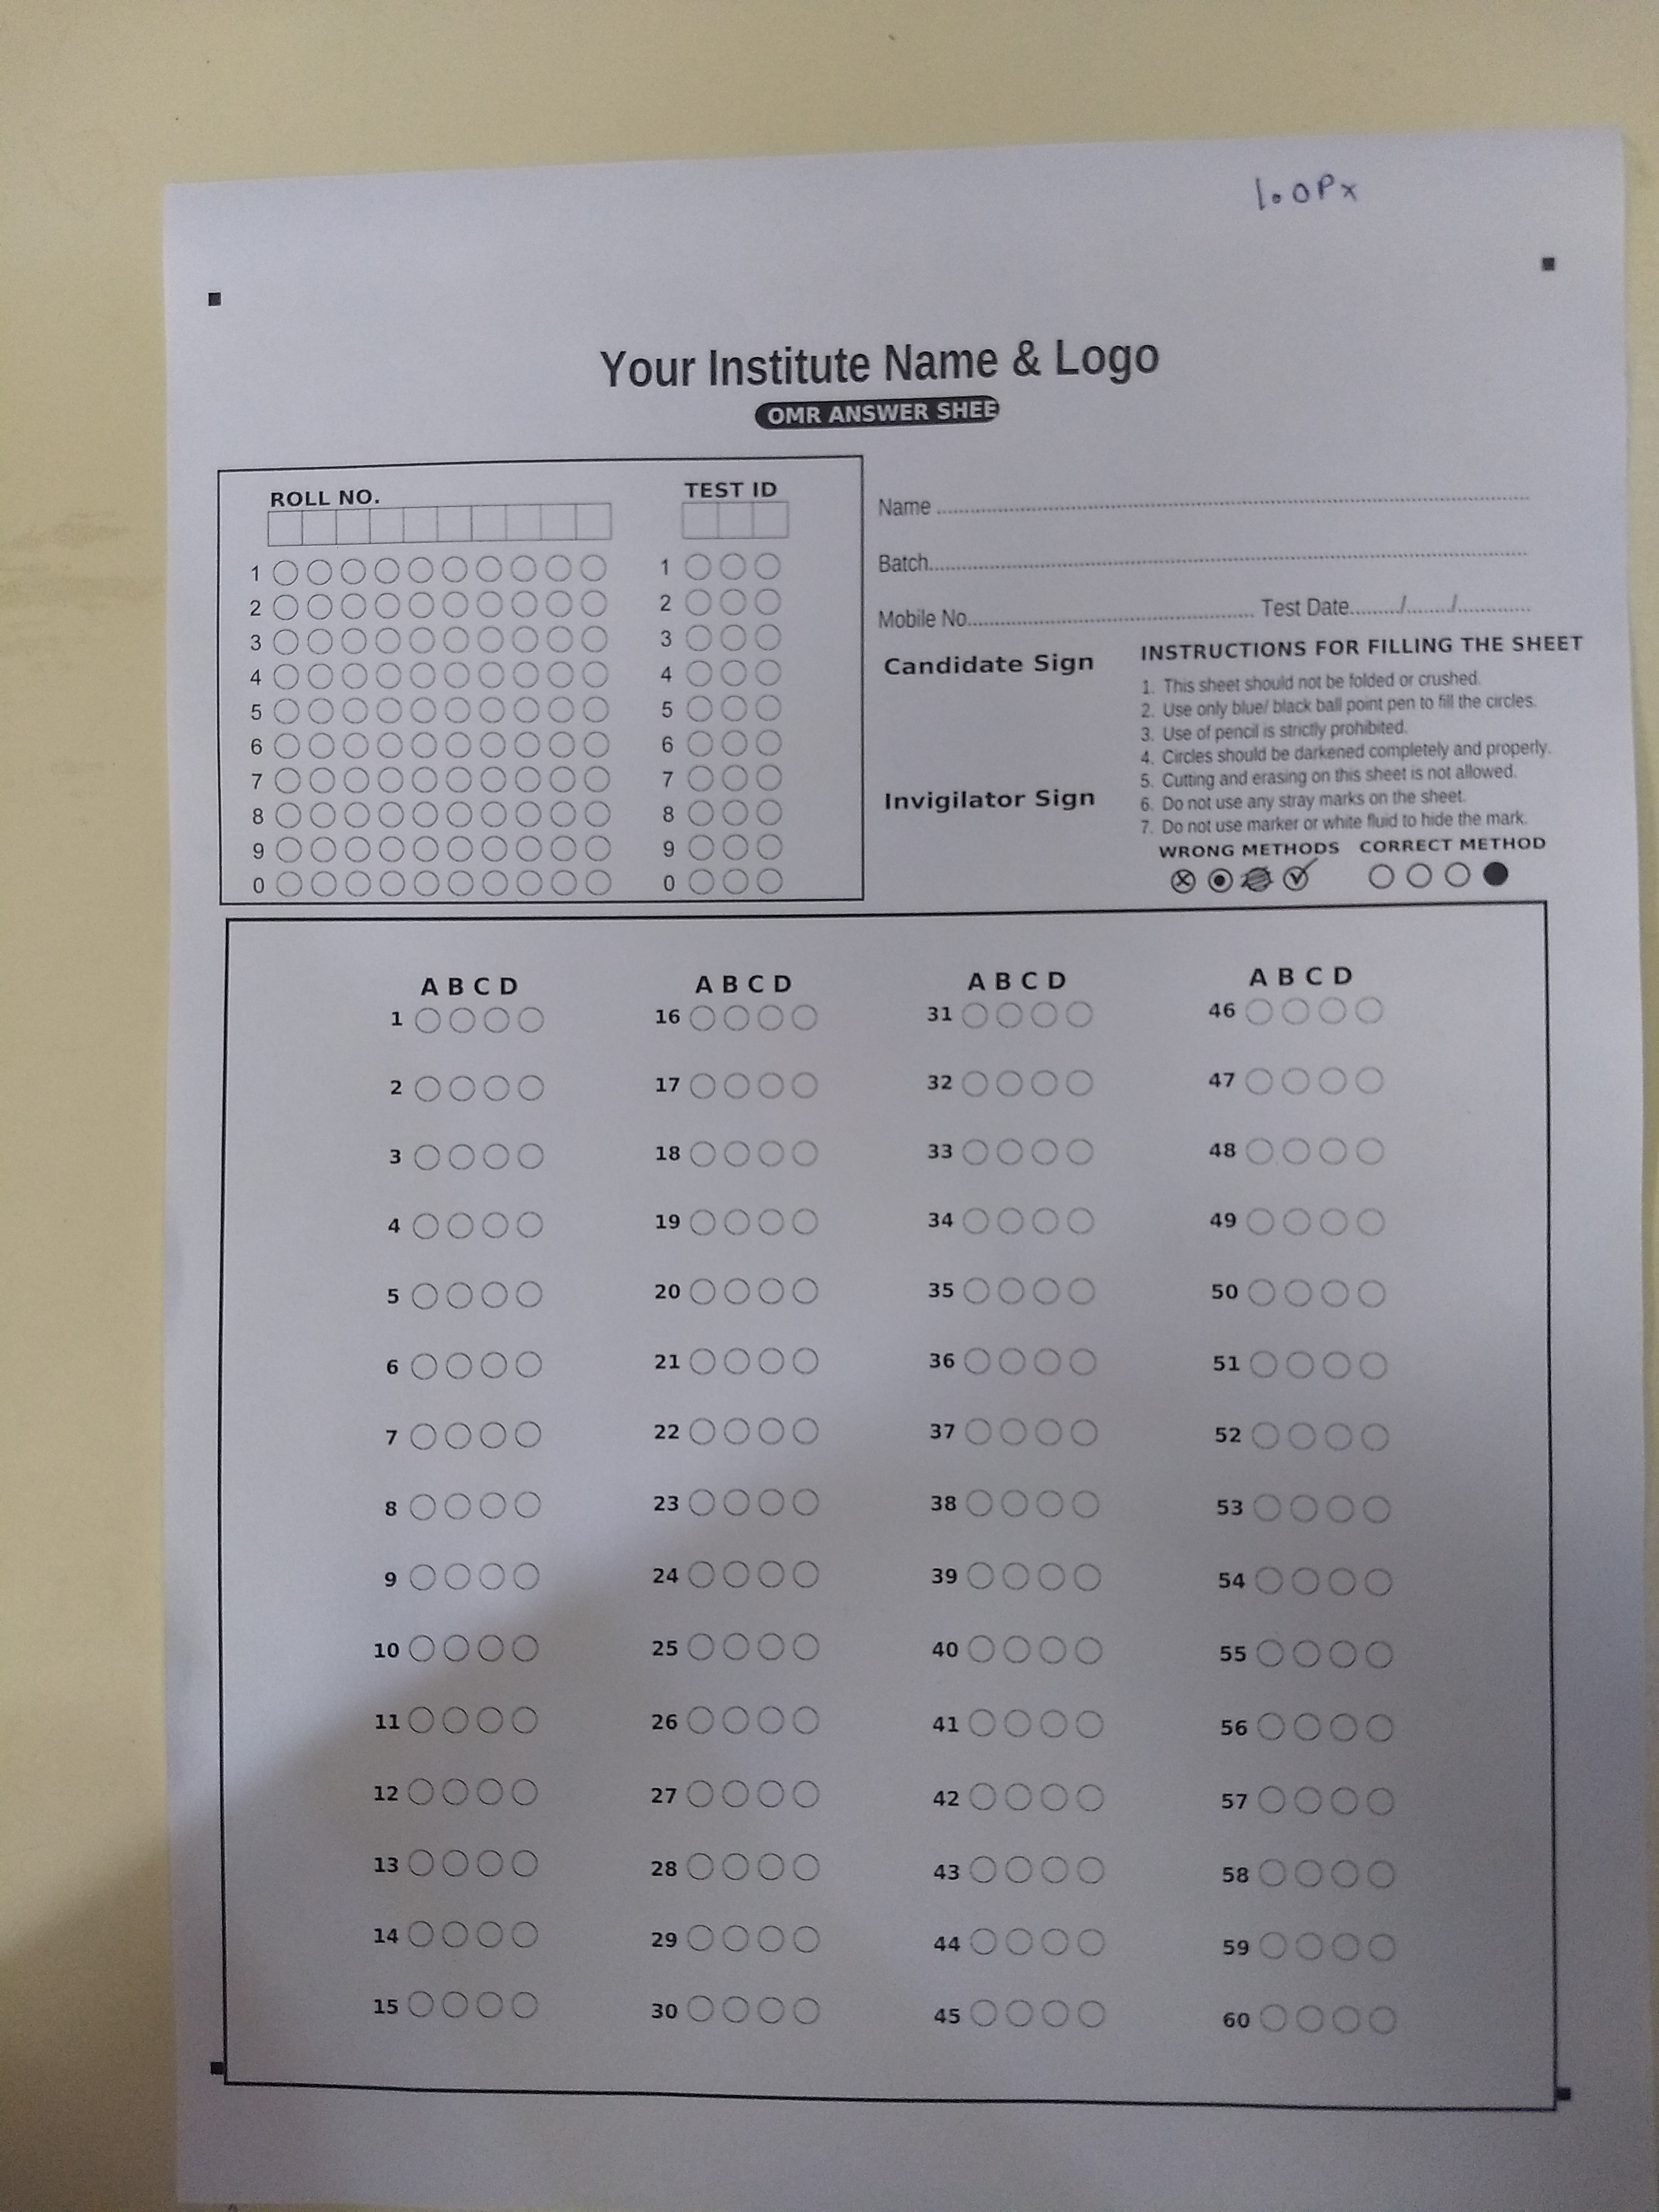 1.0Px
Your Institute Name & Logo
OMR ANSWER SHEE
ROLL NO.
TEST ID
1 1
2 2
3 3
4 4
5 5
6 6
7 7
8 8
9 9
0 0
Name
Batch
Mobile No. Test Date ...../...../.....
Candidate Sign
Invigilator Sign
INSTRUCTIONS FOR FILLING THE SHEET
1. This sheet should not be folded or crushed.
2. Use only blue/ black ball point pen to fill the circles.
3. Use of pencil is strictly prohibited.
4. Circles should be darkened completely and properly.
5. Cutting and erasing on this sheet is not allowed.
6. Do not use any stray marks on the sheet.
7. Do not use marker or white fluid to hide the mark.
WRONG METHODS CORRECT METHOD
A B C D A B C D A B C D A B C D
1 16 31 46
2 17 32 47
3 18 33 48
4 19 34 49
5 20 35 50
6 21 36 51
7 22 37 52
8 23 38 53
9 24 39 54
10 25 40 55
11 26 41 56
12 27 42 57
13 28 43 58
14 29 44 59
15 30 45 60